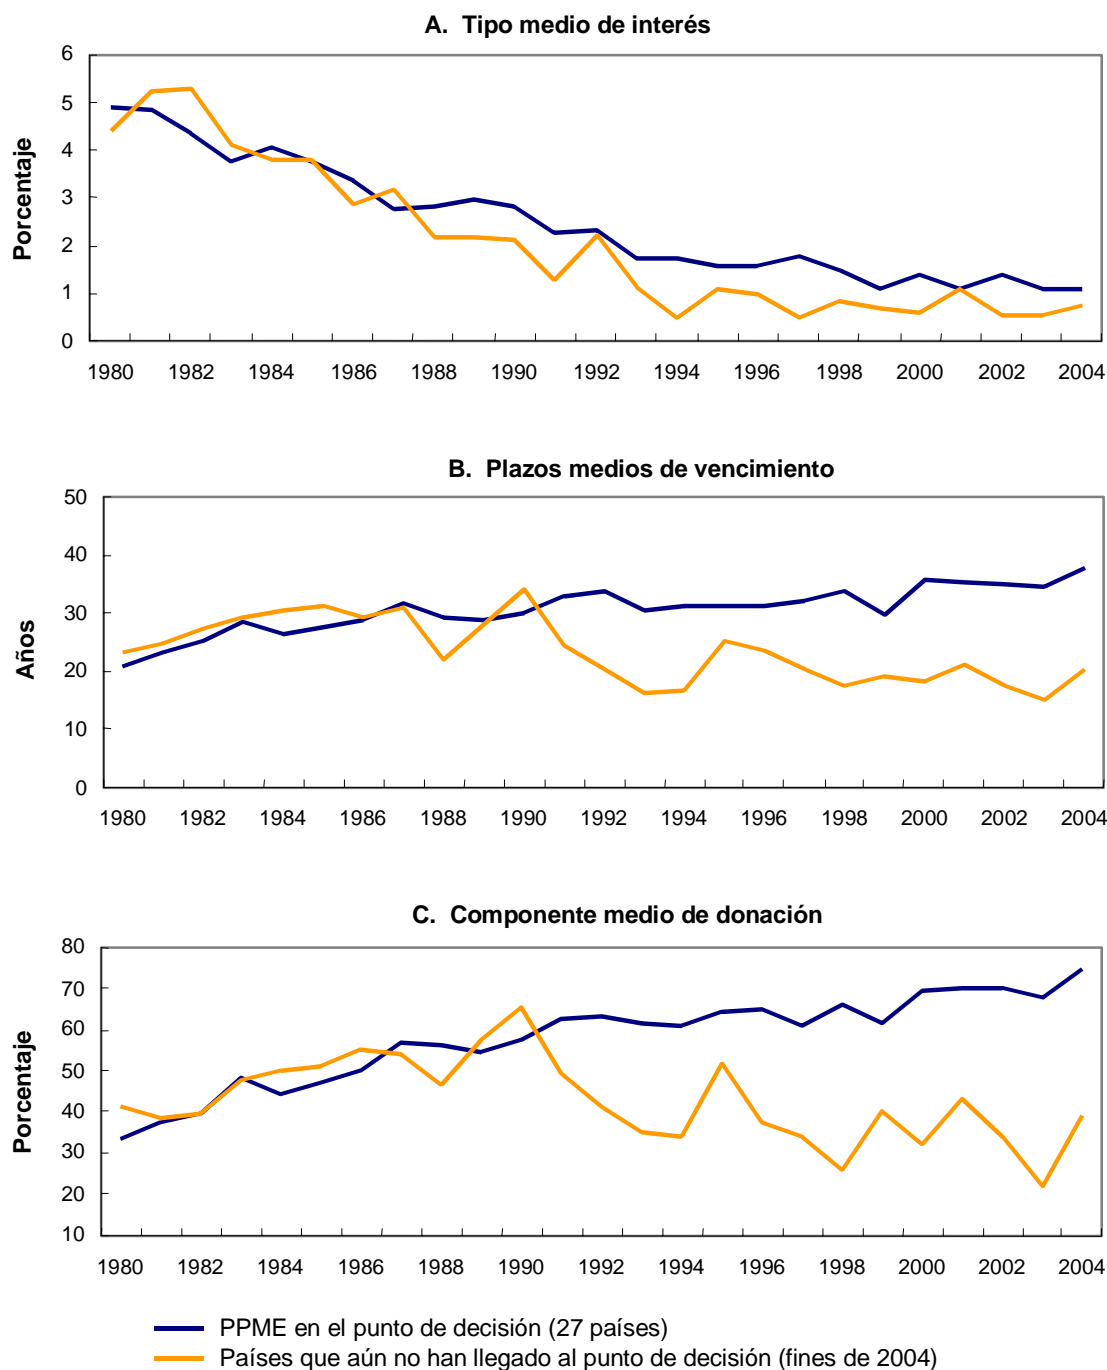 A. Tipo medio de interés
Porcentaje
6
5
4
3
2
1
0
1980 1982 1984 1986 1988 1990 1992 1994 1996 1998 2000 2002 2004
B. Plazos medios de vencimiento
Años
50
40
30
20
10
0
1980 1982 1984 1986 1988 1990 1992 1994 1996 1998 2000 2002 2004
C. Componente medio de donación
Porcentaje
80
70
60
50
40
30
20
10
1980 1982 1984 1986 1988 1990 1992 1994 1996 1998 2000 2002 2004
PPME en el punto de decisión (27 países)
Países que aún no han llegado al punto de decisión (fines de 2004)